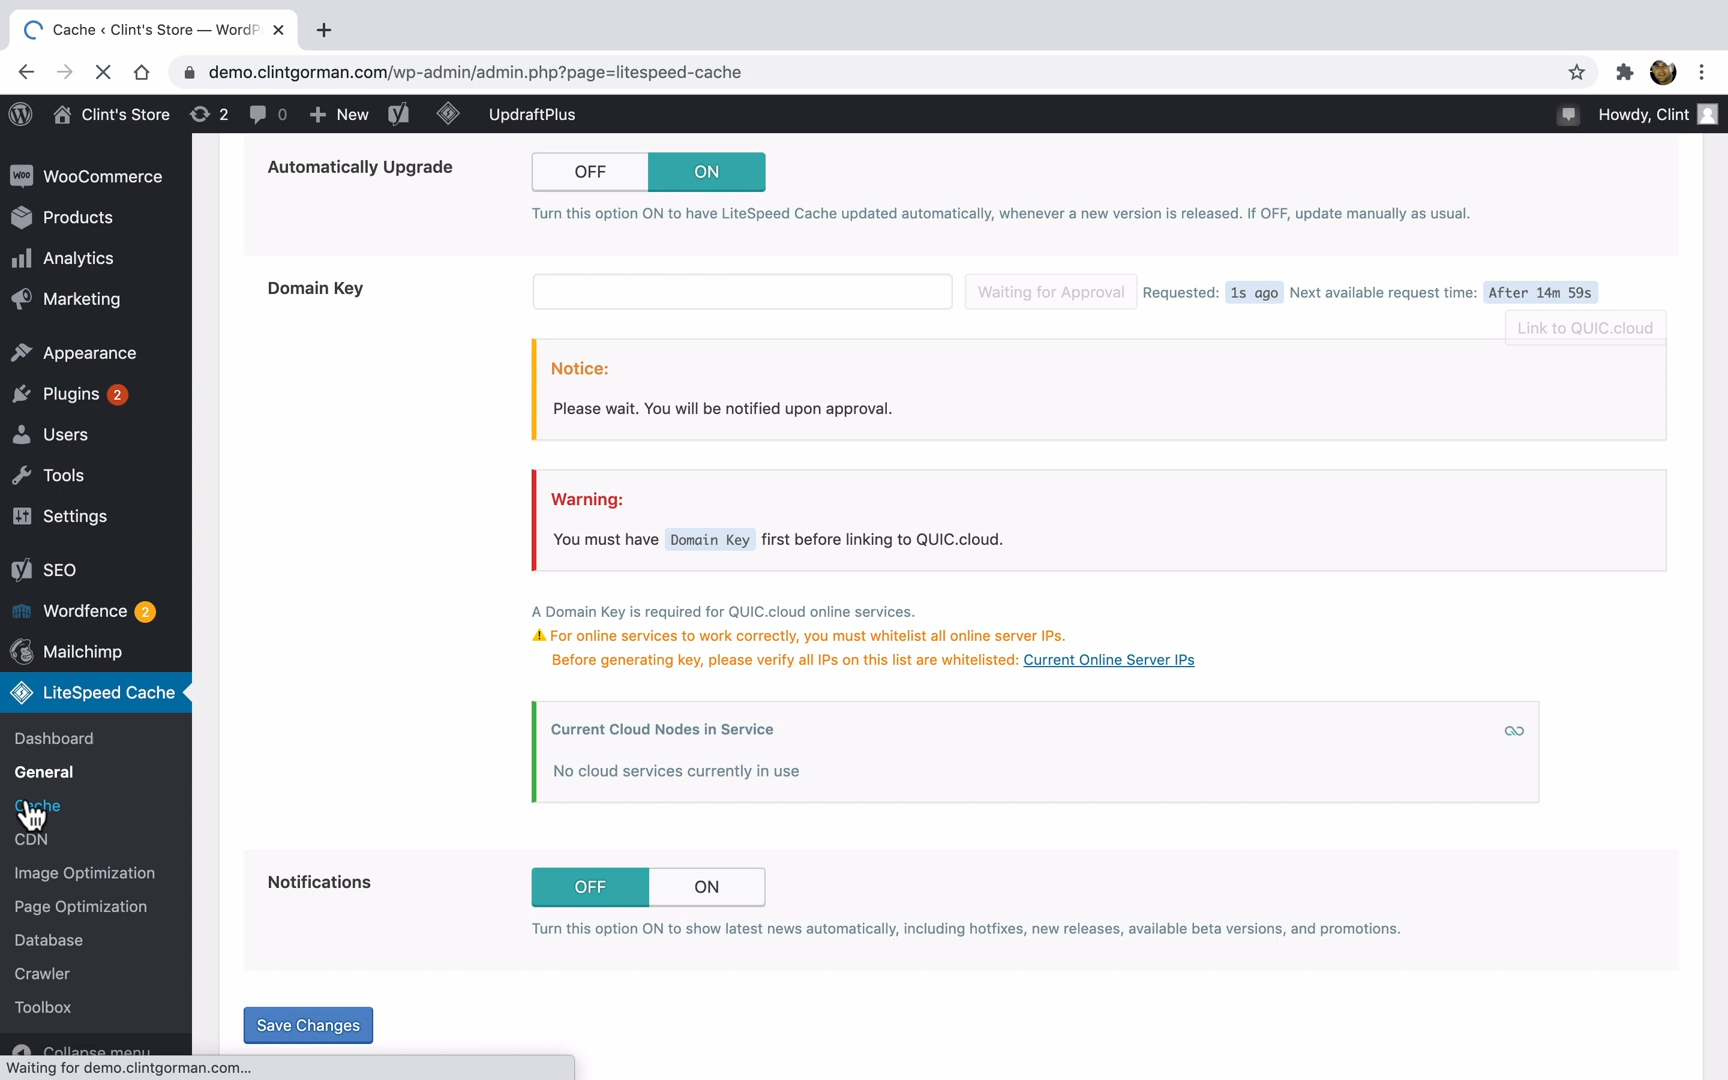 Cache ‹ Clint's Store — WordP
demo.clintgorman.com/wp-admin/admin.php?page=litespeed-cache
Clint's Store 2 0 New UpdraftPlus Howdy, Clint
WooCommerce
Products
Analytics
Marketing
Appearance
Plugins 2
Users
Tools
Settings
SEO
Wordfence 2
Mailchimp
LiteSpeed Cache
Dashboard
General
Cache
CDN
Image Optimization
Page Optimization
Database
Crawler
Toolbox
Collapse menu
Waiting for demo.clintgorman.com...
Automatically Upgrade
OFF ON
Turn this option ON to have LiteSpeed Cache updated automatically, whenever a new version is released. If OFF, update manually as usual.
Domain Key
Waiting for Approval Requested: 1s ago Next available request time: After 14m 59s
Link to QUIC.cloud
Notice:
Please wait. You will be notified upon approval.
Warning:
You must have Domain Key first before linking to QUIC.cloud.
A Domain Key is required for QUIC.cloud online services.
For online services to work correctly, you must whitelist all online server IPs.
Before generating key, please verify all IPs on this list are whitelisted: Current Online Server IPs
Current Cloud Nodes in Service
No cloud services currently in use
Notifications
OFF ON
Turn this option ON to show latest news automatically, including hotfixes, new releases, available beta versions, and promotions.
Save Changes